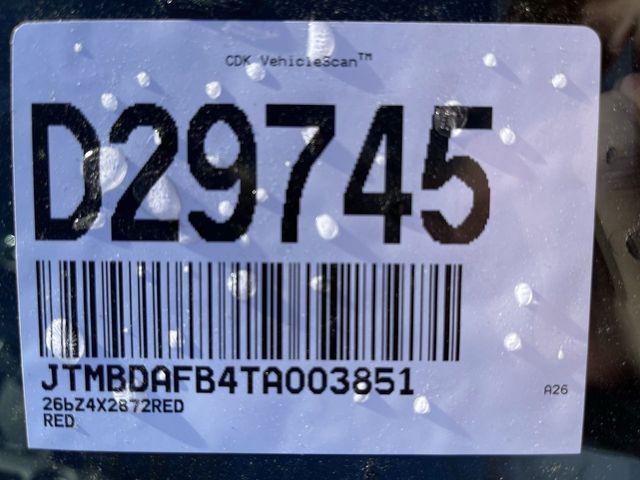 CDK VehicleScan™
D29745
JTMBDAFB4TA003851
A26
26bZ4X2872RED
RED